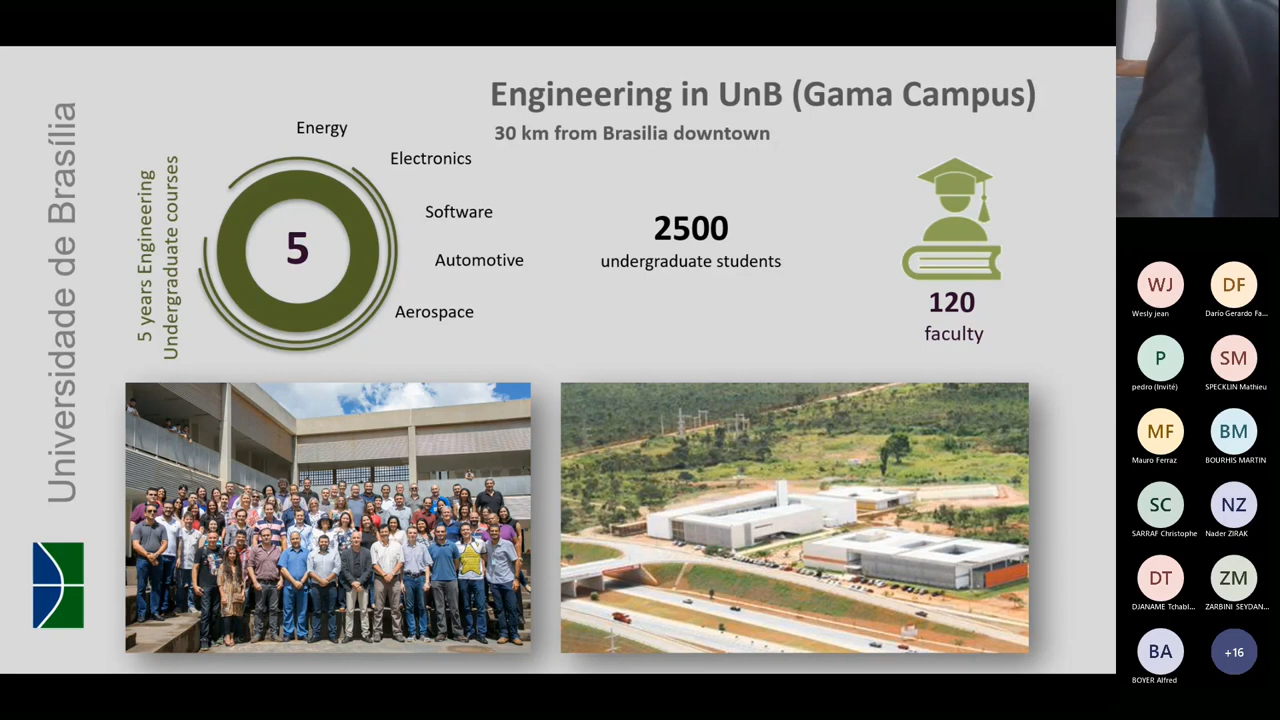 Engineering in UnB (Gama Campus)
30 km from Brasilia downtown
Universidade de Brasília
5 years Engineering
Undergraduate courses
5
Energy
Electronics
Software
Automotive
Aerospace
2500
undergraduate students
120
faculty
WJ
Wesly jean
DF
Darío Gerardo Fa...
P
pedro (Invité)
SM
SPECKLIN Mathieu
MF
Mauro Ferraz
BM
BOURHIS MARTIN
SC
SARRAF Christophe
NZ
Nader ZIRAK
DT
DJANAME Tchabl...
ZM
ZARBINI SEYDAN...
BA
BOYER Alfred
+16